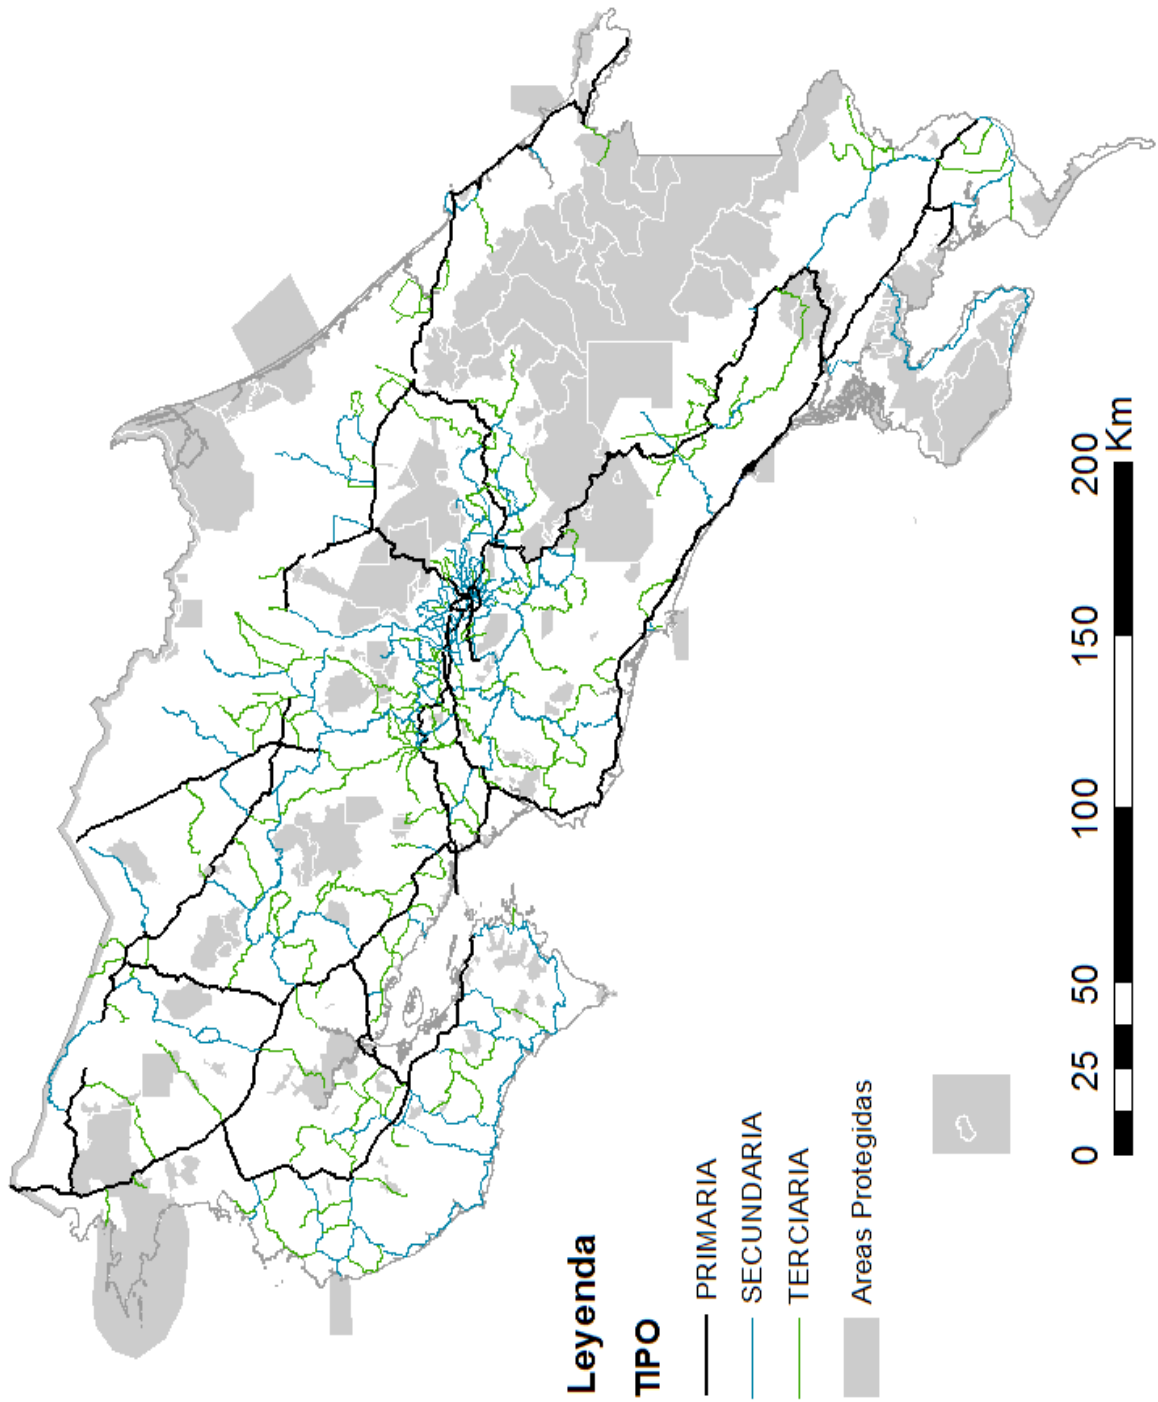 Leyenda
TIPO
PRIMARIA
SECUNDARIA
TERCIARIA
Areas Protegidas
0 25 50 100 150 200
Km